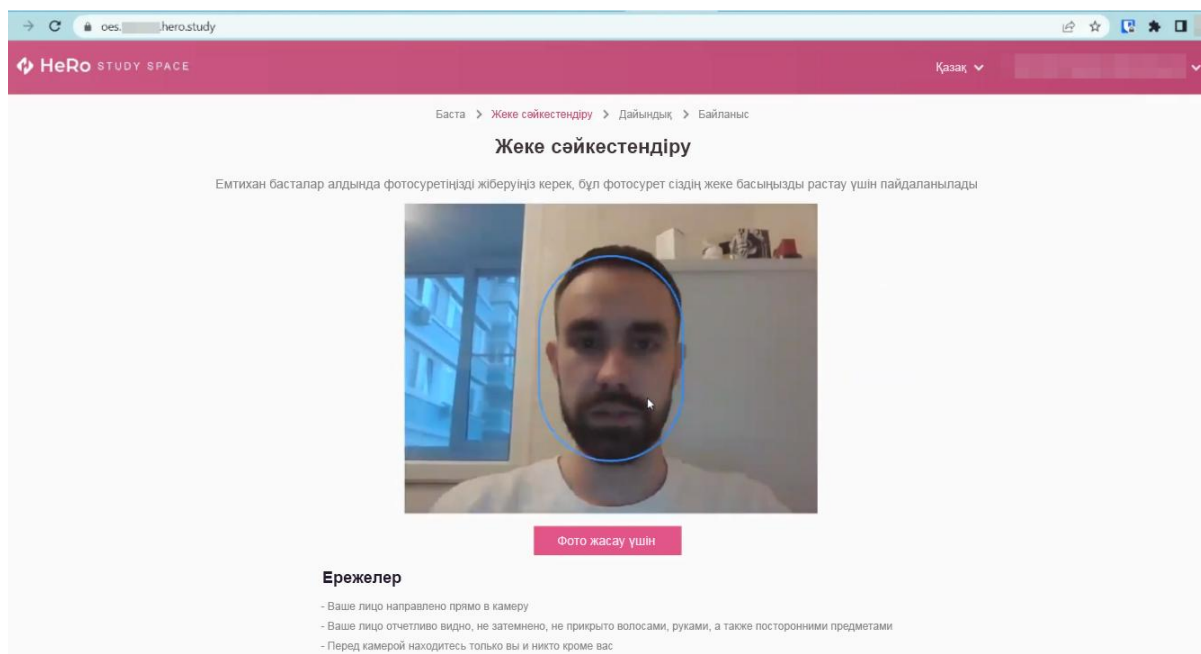 oes. .hero.study
HeRo STUDY SPACE
Қазақ
Баста > Жеке сәйкестендіру > Дайындық > Байланыс
Жеке сәйкестендіру
Емтихан басталар алдында фотосуретіңізді жіберуіңіз керек, бұл фотосурет сіздің жеке басыңызды растау үшін пайдаланылады
Фото жасау үшін
Ережелер
- Ваше лицо направлено прямо в камеру
- Ваше лицо отчетливо видно, не затемнено, не прикрыто волосами, руками, а также посторонними предметами
- Перед камерой находитесь только вы и никто кроме вас